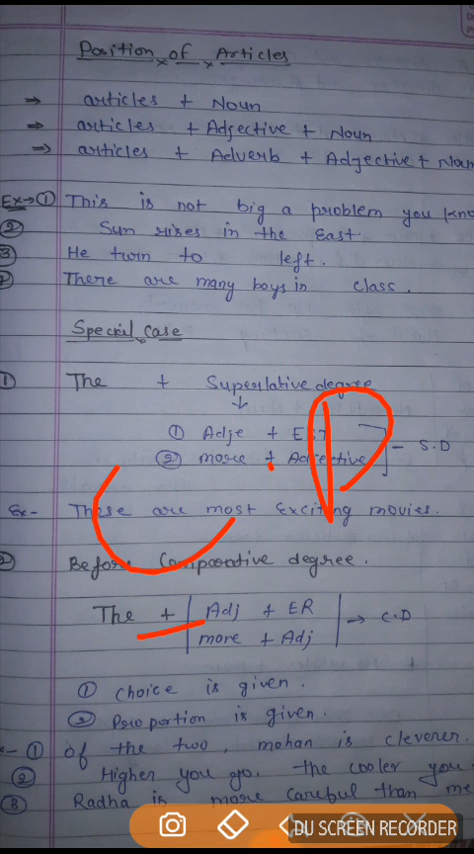 Position of Articles
⇒ articles + Noun
⇒ articles + Adjective + Noun
⇒ articles + Adverb + Adjective + Noun
Ex→① This is not big a problem you kno
② Sun rises in the East.
③ He turn to left.
There are many boys in class.
Special Case
① The + Superlative degree
↓
① Adje + EST
② more + Adjective
S.D
Ex- These are most Exciting movies.
② Before Comparative degree.
The + Adj + ER
more + Adj
→ C.D
① choice is given.
② Proportion is given.
① of the two, mohan is cleverer.
② Higher you go. the cooler you
③ Radha is more careful than me
DU SCREEN RECORDER